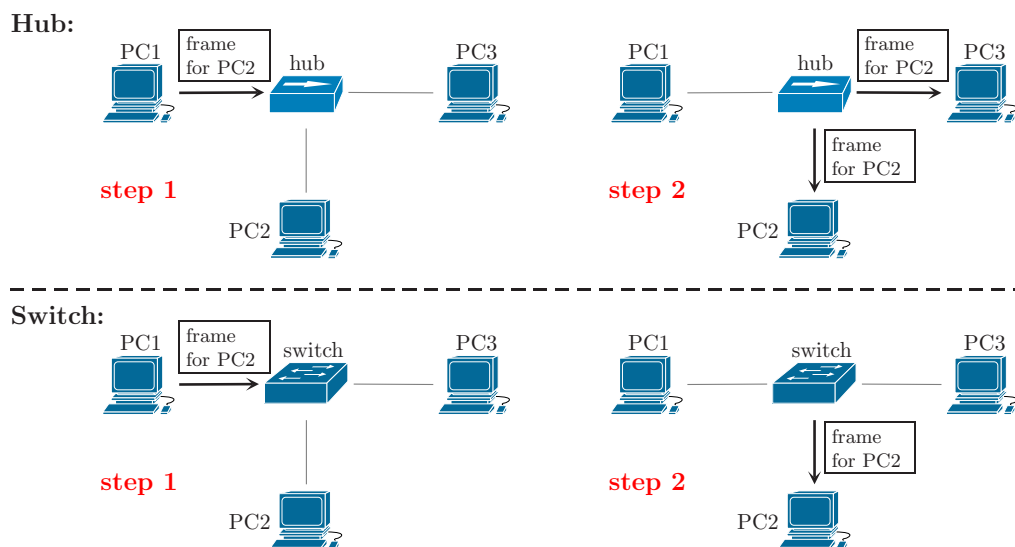 Hub:
PC1
frame
for PC2
hub
PC3
step 1
PC2
PC1
hub
frame
for PC2
PC3
frame
for PC2
step 2
PC2
Switch:
PC1
frame
for PC2
switch
PC3
step 1
PC2
PC1
switch
PC3
frame
for PC2
step 2
PC2